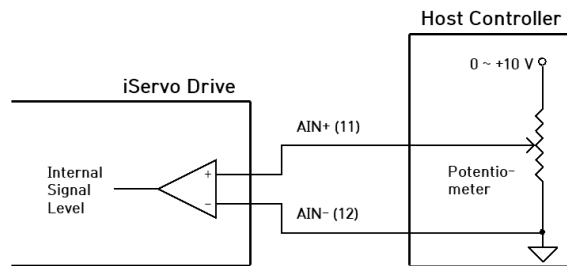 Host Controller
0 ~ +10 V
iServo Drive
AIN+ (11)
Internal
Signal
Level
+
−
Potentio-
meter
AIN- (12)